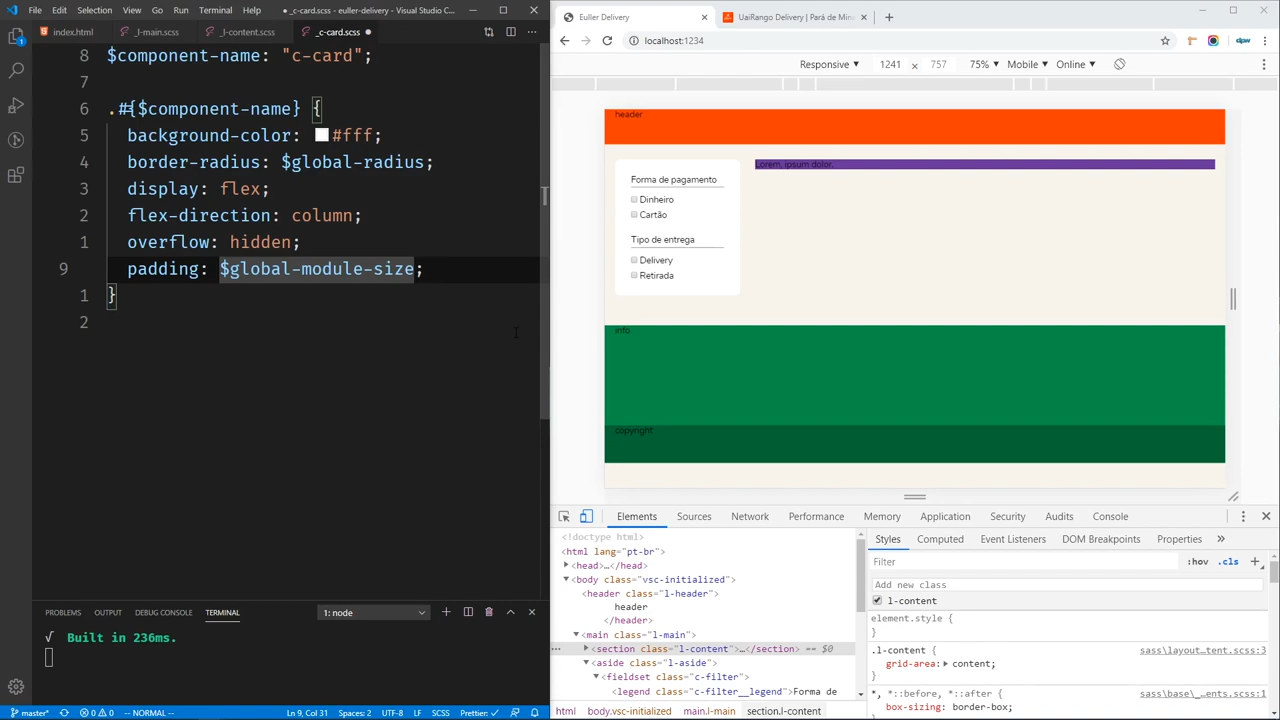 File Edit Selection View Go Run Terminal Help ● _c-card.scss - euller-delivery - Visual Studio C...
index.html _l-main.scss _l-content.scss _c-card.scss ●
8 $component-name: "c-card";
7
6 .#{$component-name} {
5 background-color: #fff;
4 border-radius: $global-radius;
3 display: flex;
2 flex-direction: column;
1 overflow: hidden;
9 padding: $global-module-size;
1 }
2
PROBLEMS OUTPUT DEBUG CONSOLE TERMINAL 1: node
√ Built in 236ms.
master* 0 0 -- NORMAL -- Ln 9, Col 31 Spaces: 2 UTF-8 LF SCSS Prettier: ✓
Euller Delivery UaiRango Delivery | Pará de Min
localhost:1234
Responsive 1241 x 757 75% Mobile Online
header
Forma de pagamento
Dinheiro
Cartão
Tipo de entrega
Delivery
Retirada
Lorem, ipsum dolor.
info
copyright
Elements Sources Network Performance Memory Application Security Audits Console
<!doctype html>
<html lang="pt-br">
<head>…</head>
<body class="vsc-initialized">
<header class="l-header">
header
</header>
<main class="l-main">
<section class="l-content">…</section> == $0
<aside class="l-aside">
<fieldset class="c-filter">
<legend class="c-filter__legend">Forma de
html body.vsc-initialized main.l-main section.l-content
Styles Computed Event Listeners DOM Breakpoints Properties »
Filter :hov .cls +
Add new class
l-content
element.style {
}
.l-content { sass\layout…tent.scss:3
grid-area: content;
}
*, *::before, *::after { sass\base\_…ents.scss:1
box-sizing: border-box;